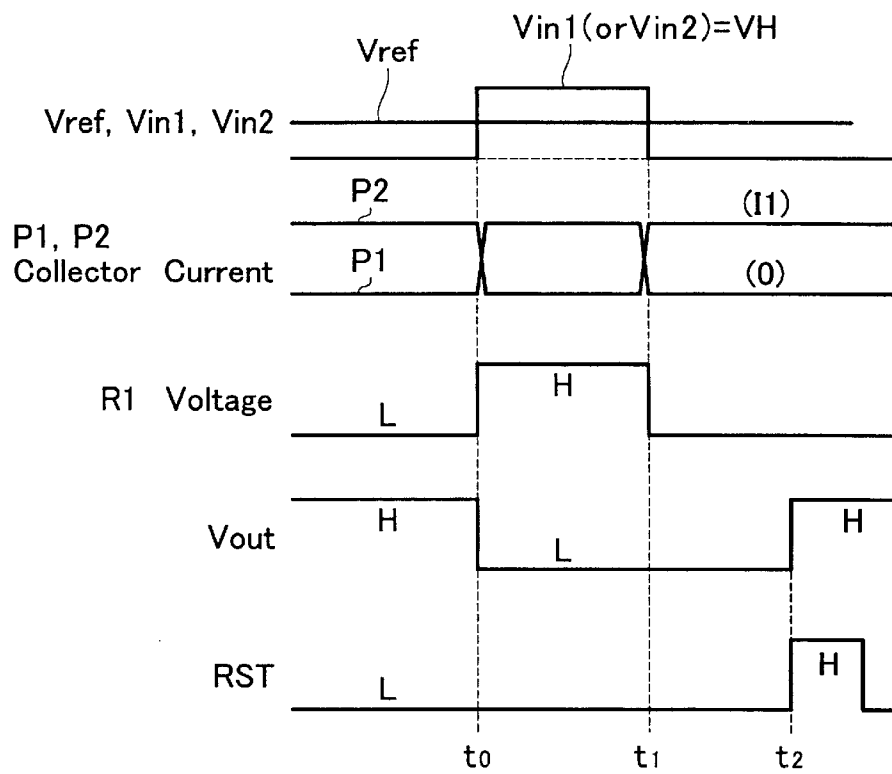 Vin1(orVin2)=VH
Vref
Vref, Vin1, Vin2
P2
(I1)
P1, P2
Collector Current
P1
(0)
R1 Voltage
H
L
Vout
H
L
H
RST
L
H
t0
t1
t2